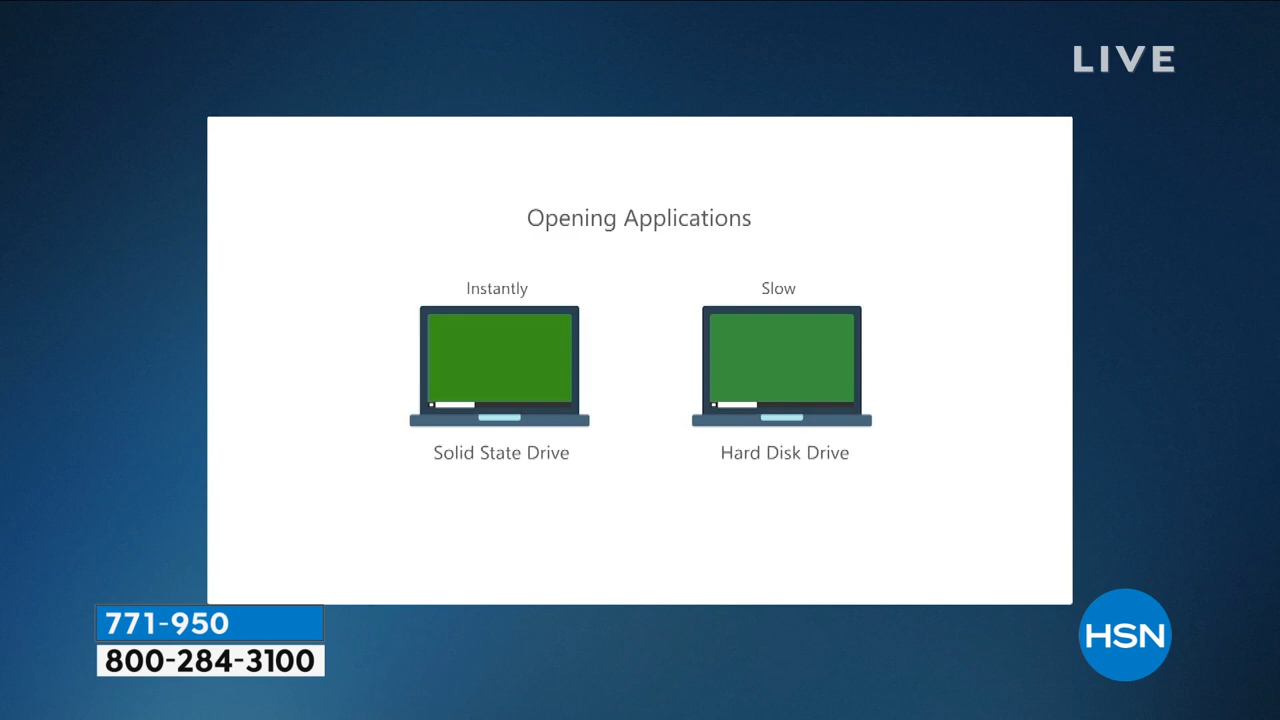 LIVE
Opening Applications
Instantly
Slow
Solid State Drive
Hard Disk Drive
771-950
800-284-3100
HSN